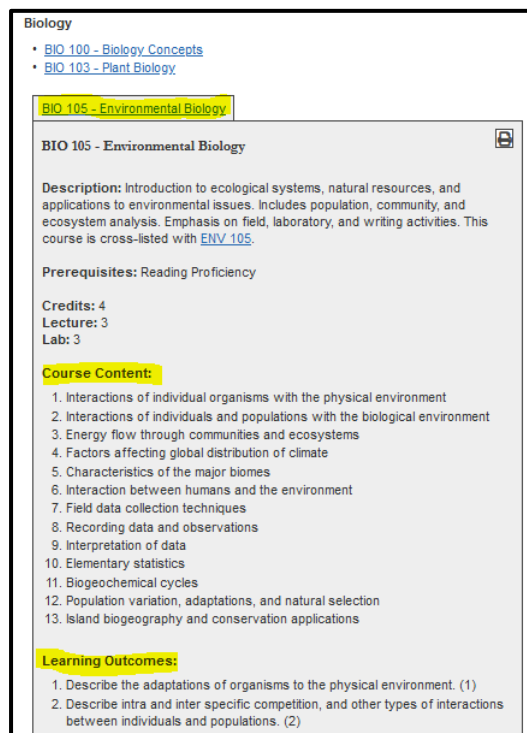 Biology
• BIO 100 - Biology Concepts
• BIO 103 - Plant Biology
BIO 105 - Environmental Biology
BIO 105 - Environmental Biology
Description: Introduction to ecological systems, natural resources, and
applications to environmental issues. Includes population, community, and
ecosystem analysis. Emphasis on field, laboratory, and writing activities. This
course is cross-listed with ENV 105.
Prerequisites: Reading Proficiency
Credits: 4
Lecture: 3
Lab: 3
Course Content:
1. Interactions of individual organisms with the physical environment
2. Interactions of individuals and populations with the biological environment
3. Energy flow through communities and ecosystems
4. Factors affecting global distribution of climate
5. Characteristics of the major biomes
6. Interaction between humans and the environment
7. Field data collection techniques
8. Recording data and observations
9. Interpretation of data
10. Elementary statistics
11. Biogeochemical cycles
12. Population variation, adaptations, and natural selection
13. Island biogeography and conservation applications
Learning Outcomes:
1. Describe the adaptations of organisms to the physical environment. (1)
2. Describe intra and inter specific competition, and other types of interactions
between individuals and populations. (2)